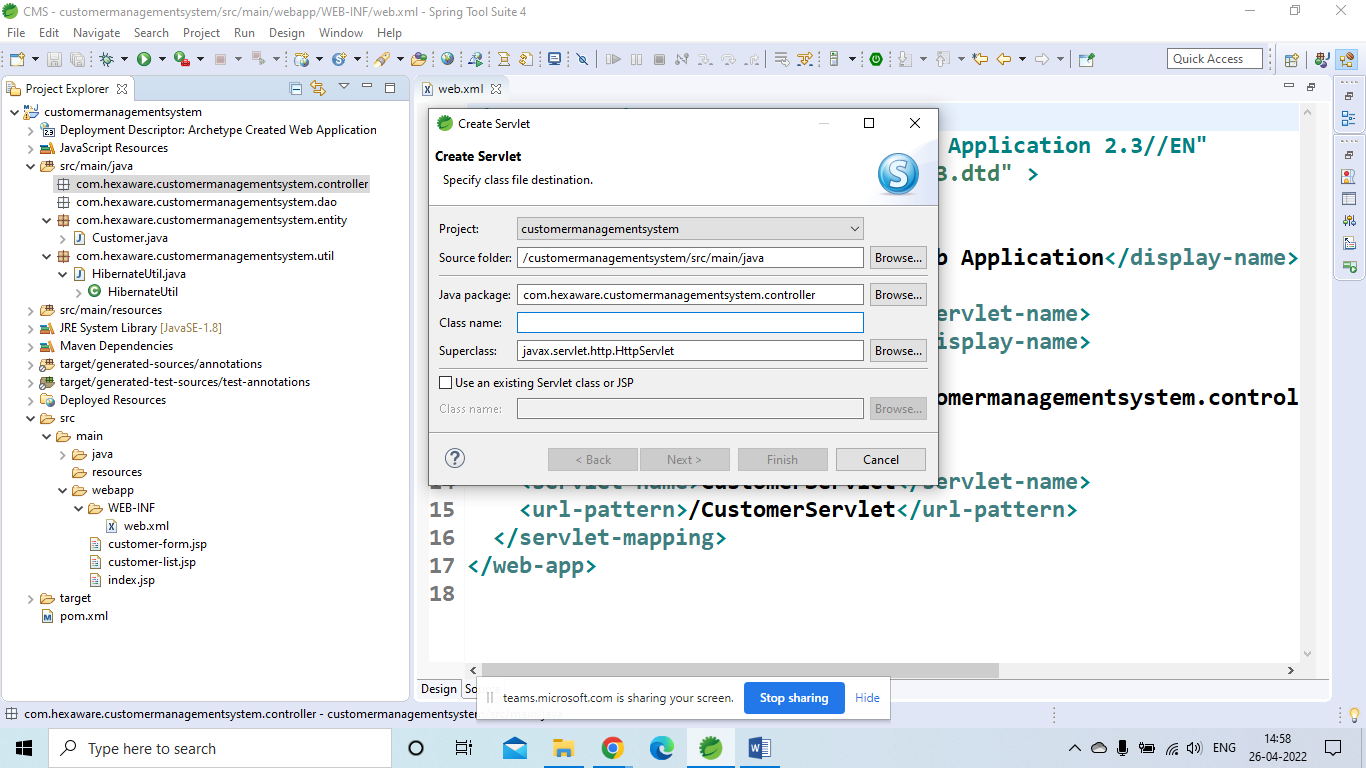 CMS - customermanagementsystem/src/main/webapp/WEB-INF/web.xml - Spring Tool Suite 4
File Edit Navigate Search Project Run Design Window Help
Quick Access
Project Explorer
customermanagementsystem
Deployment Descriptor: Archetype Created Web Application
JavaScript Resources
src/main/java
com.hexaware.customermanagementsystem.controller
com.hexaware.customermanagementsystem.dao
com.hexaware.customermanagementsystem.entity
Customer.java
com.hexaware.customermanagementsystem.util
HibernateUtil.java
HibernateUtil
src/main/resources
JRE System Library [JavaSE-1.8]
Maven Dependencies
target/generated-sources/annotations
target/generated-test-sources/test-annotations
Deployed Resources
src
main
java
resources
webapp
WEB-INF
web.xml
customer-form.jsp
customer-list.jsp
index.jsp
target
pom.xml
web.xml
Application 2.3//EN"
.dtd" >
b Application</display-name>
ervlet-name>
isplay-name>
omermanagementsystem.control
<servlet-name>CustomerServlet</servlet-name>
15 <url-pattern>/CustomerServlet</url-pattern>
16 </servlet-mapping>
17 </web-app>
18
Design
Create Servlet
Create Servlet
Specify class file destination.
Project: customermanagementsystem
Source folder: /customermanagementsystem/src/main/java Browse...
Java package: com.hexaware.customermanagementsystem.controller Browse...
Class name:
Superclass: javax.servlet.http.HttpServlet Browse...
Use an existing Servlet class or JSP
Class name: Browse...
< Back Next > Finish Cancel
teams.microsoft.com is sharing your screen. Stop sharing Hide
com.hexaware.customermanagementsystem.controller - customermanagementsystem
Type here to search
ENG
14:58
26-04-2022